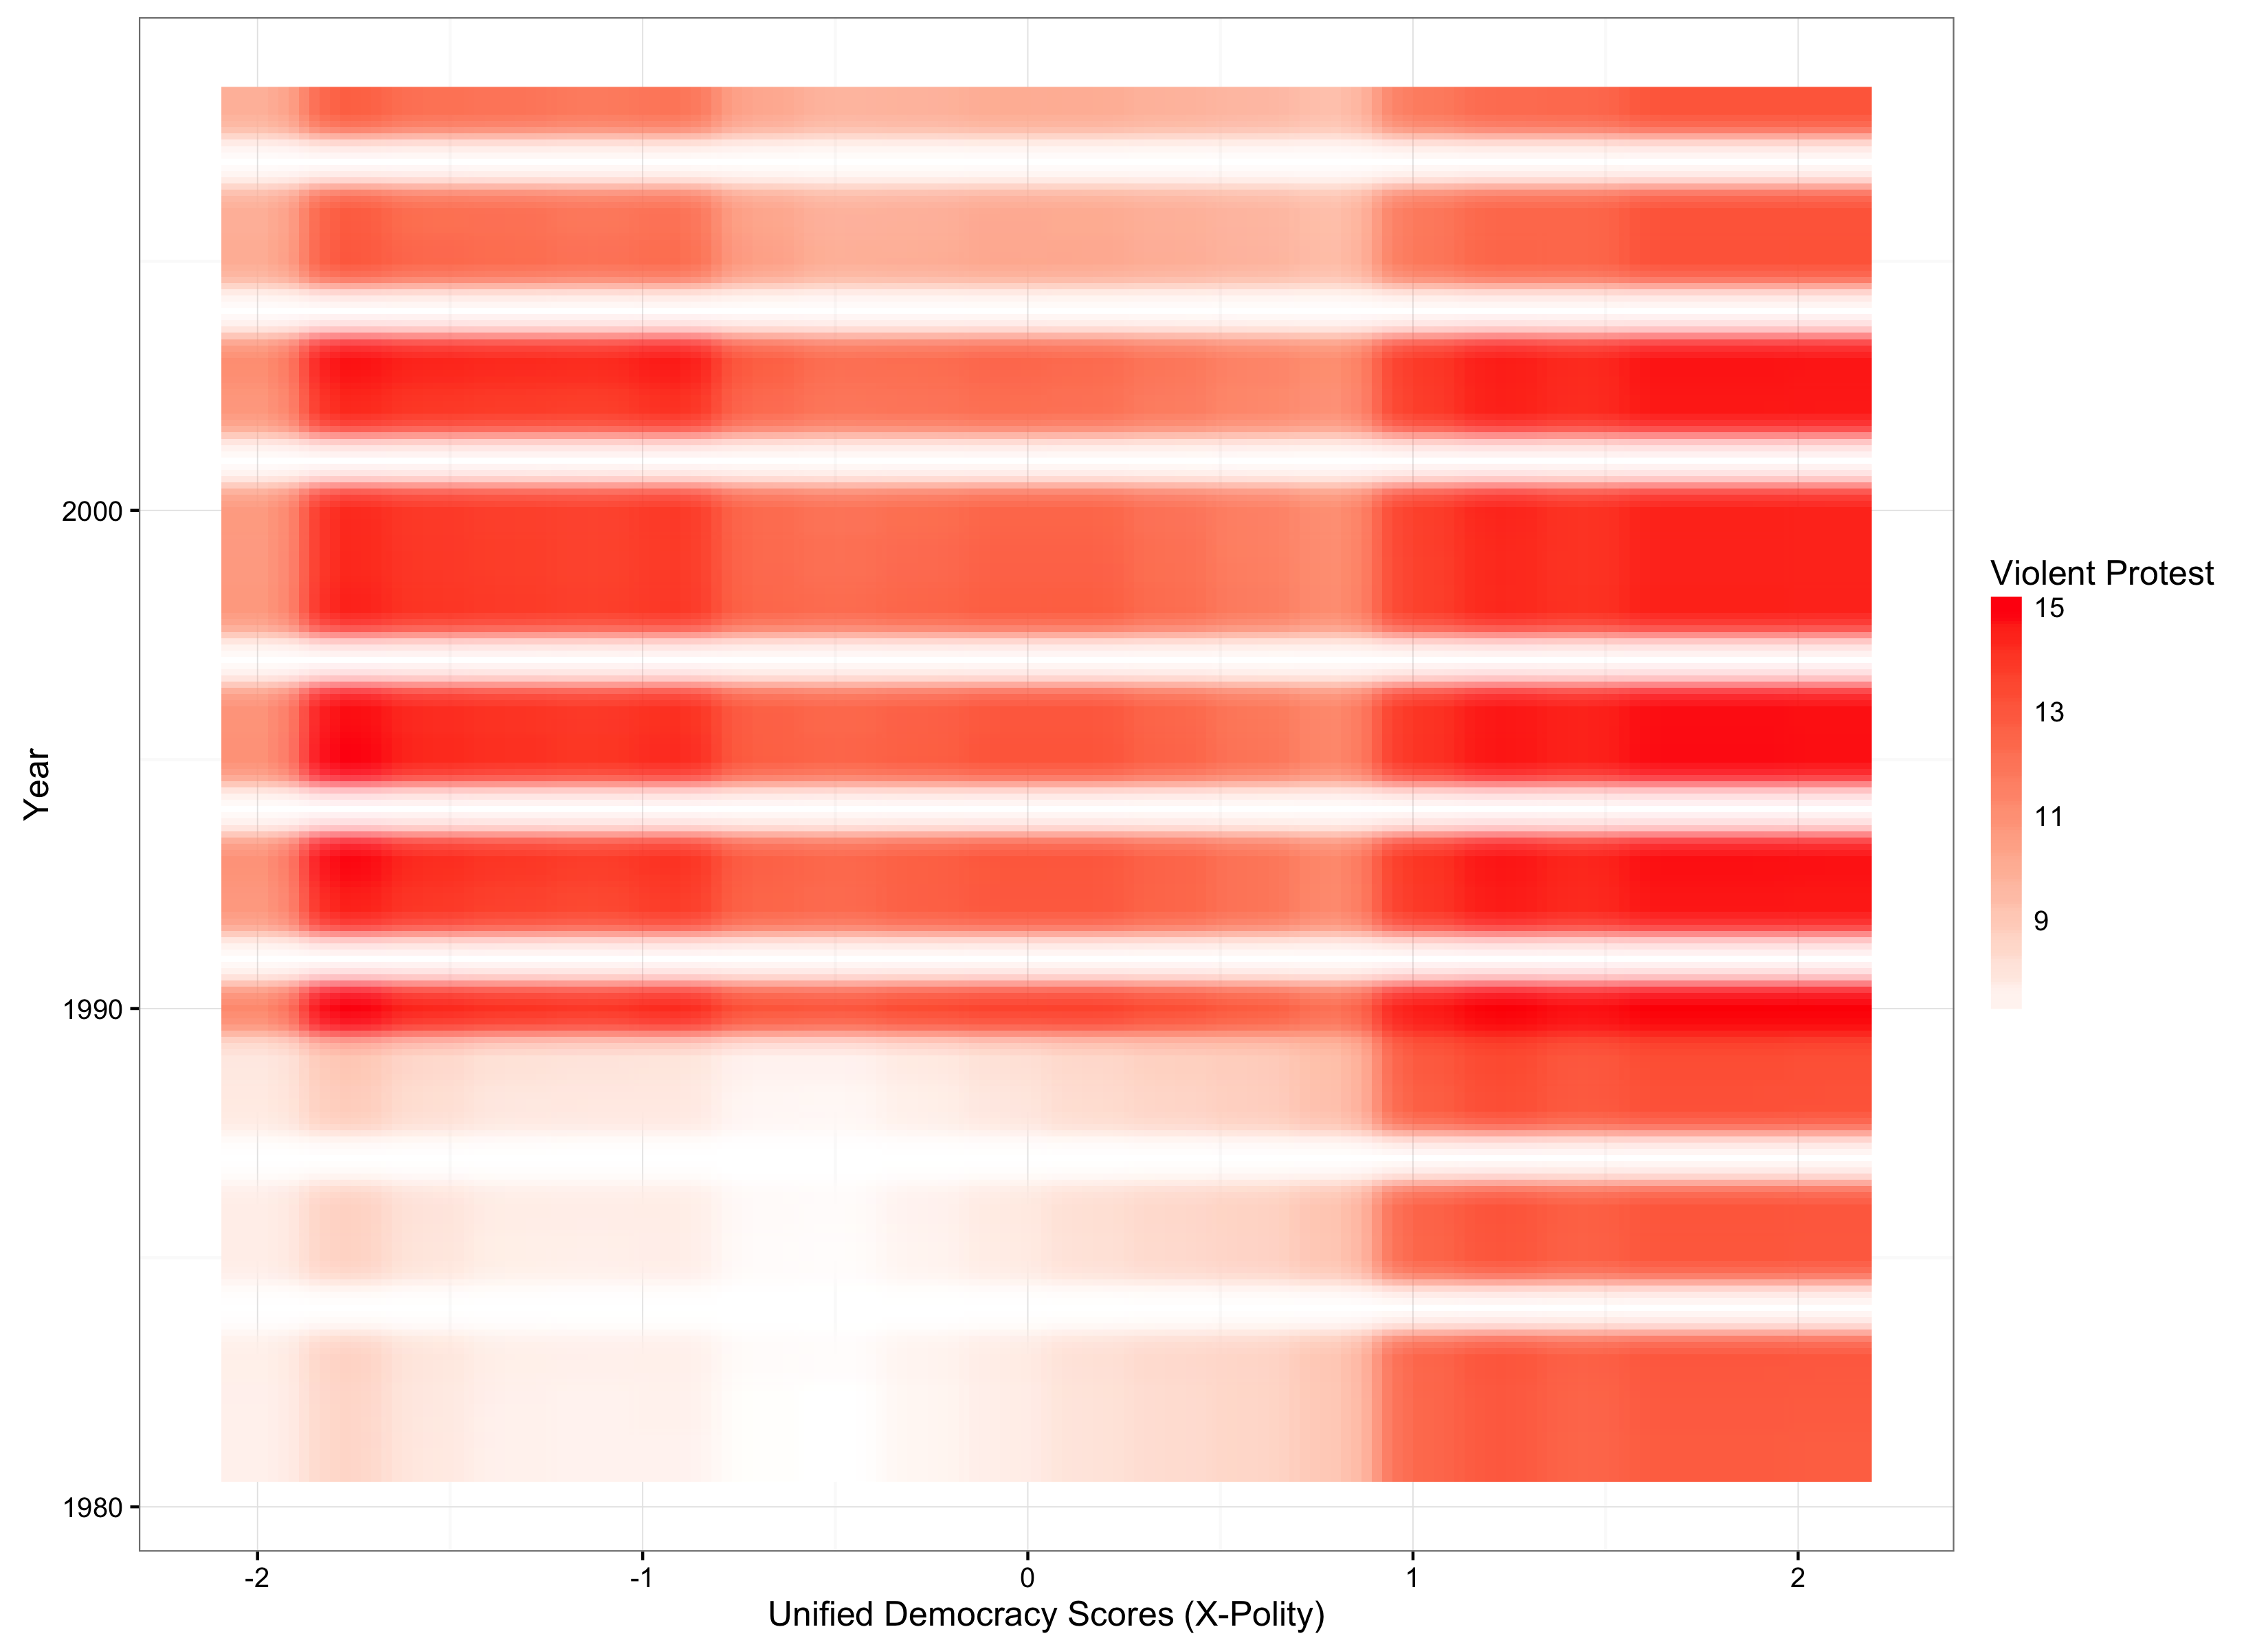 Year
2000
1990
1980
-2 -1 0 1 2
Unified Democracy Scores (X-Polity)
Violent Protest
15
13
11
9